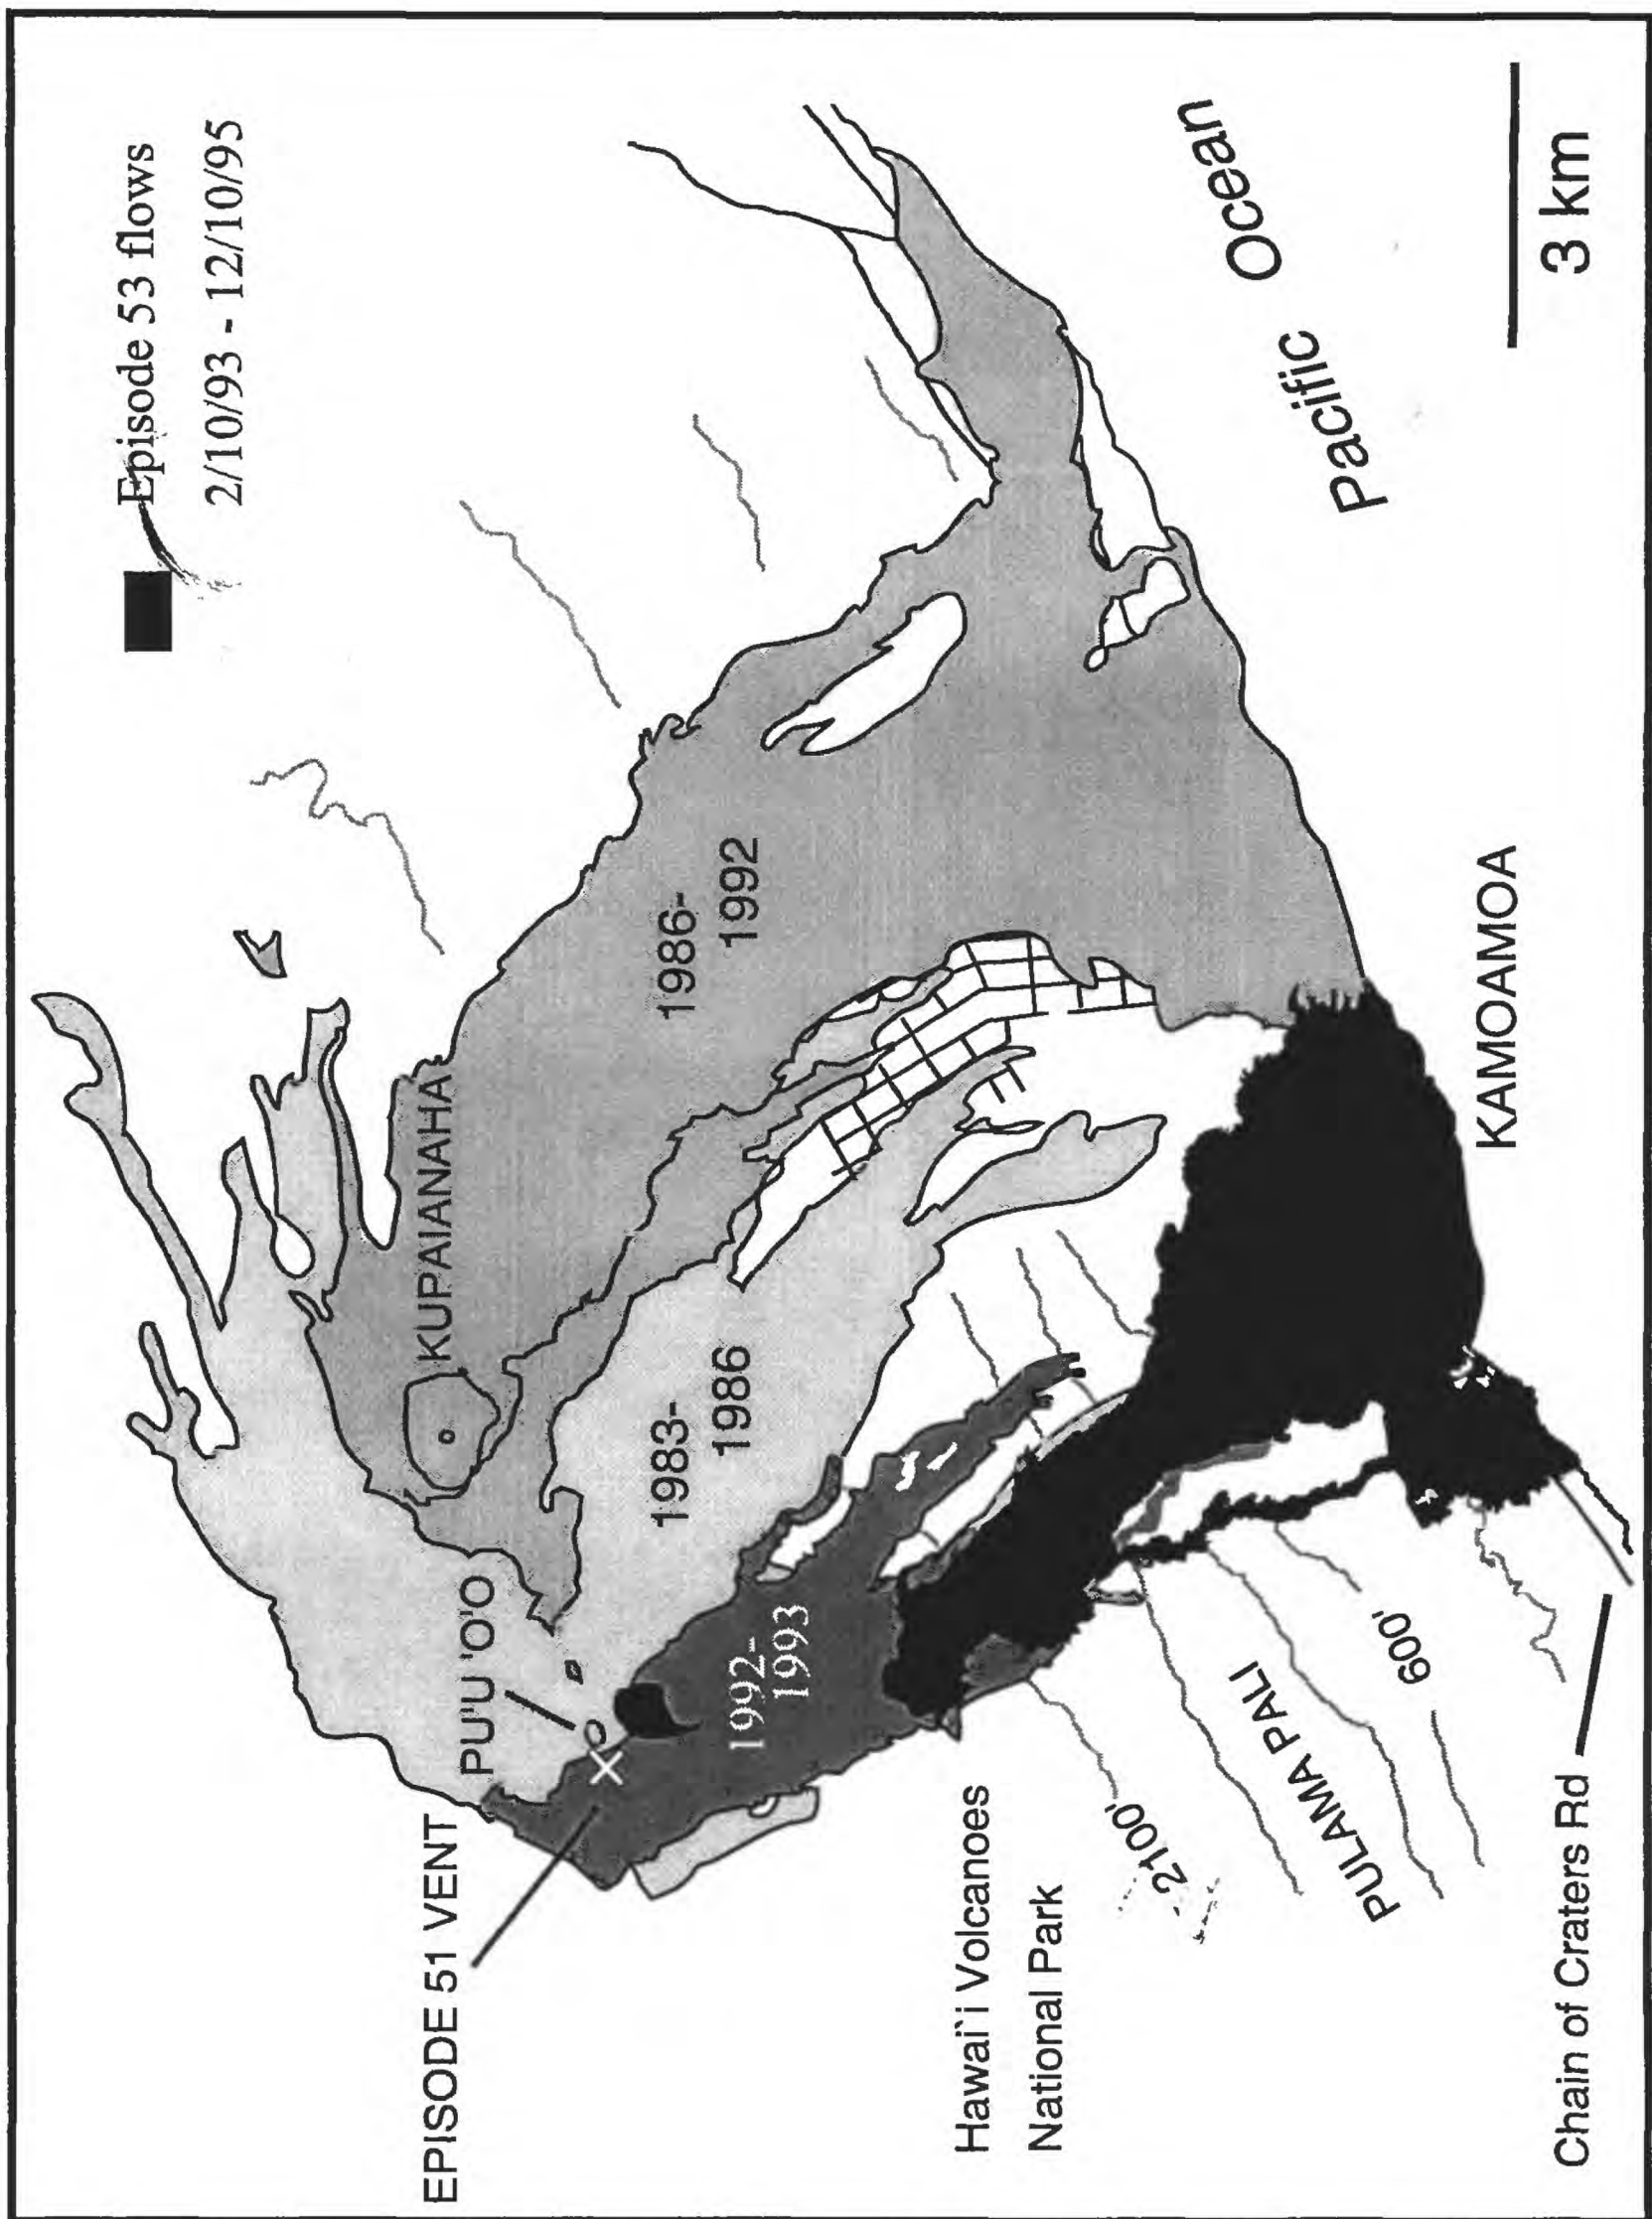 Episode 53 flows
2/10/93 - 12/10/95
KUPAIANAHA
PU'U 'O'O
EPISODE 51 VENT
1986-
1992
1983-
1986
1992-
1993
Hawai`i Volcanoes
National Park
2100'
PULAMA PALI
600'
Chain of Craters Rd
KAMOAMOA
Pacific Ocean
3 km